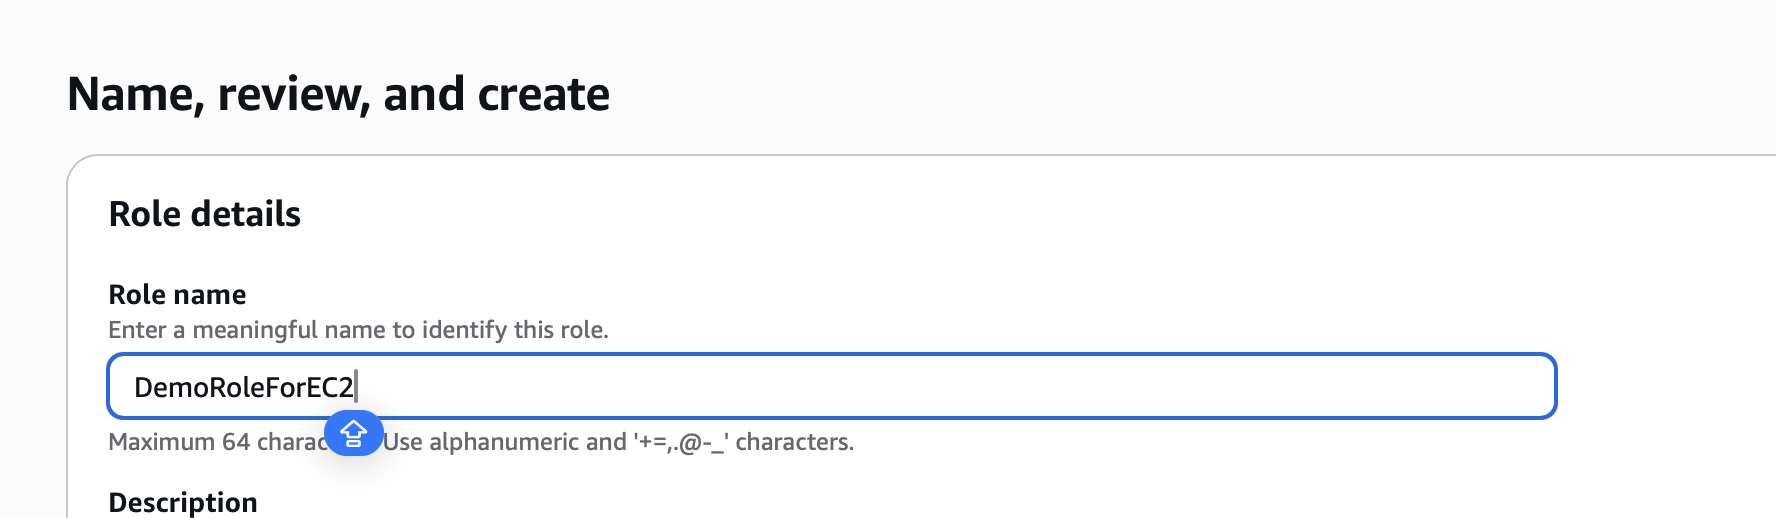 Name, review, and create
Role details
Role name
Enter a meaningful name to identify this role.
DemoRoleForEC2
Maximum 64 charac Use alphanumeric and '+=,.@-_' characters.
Description